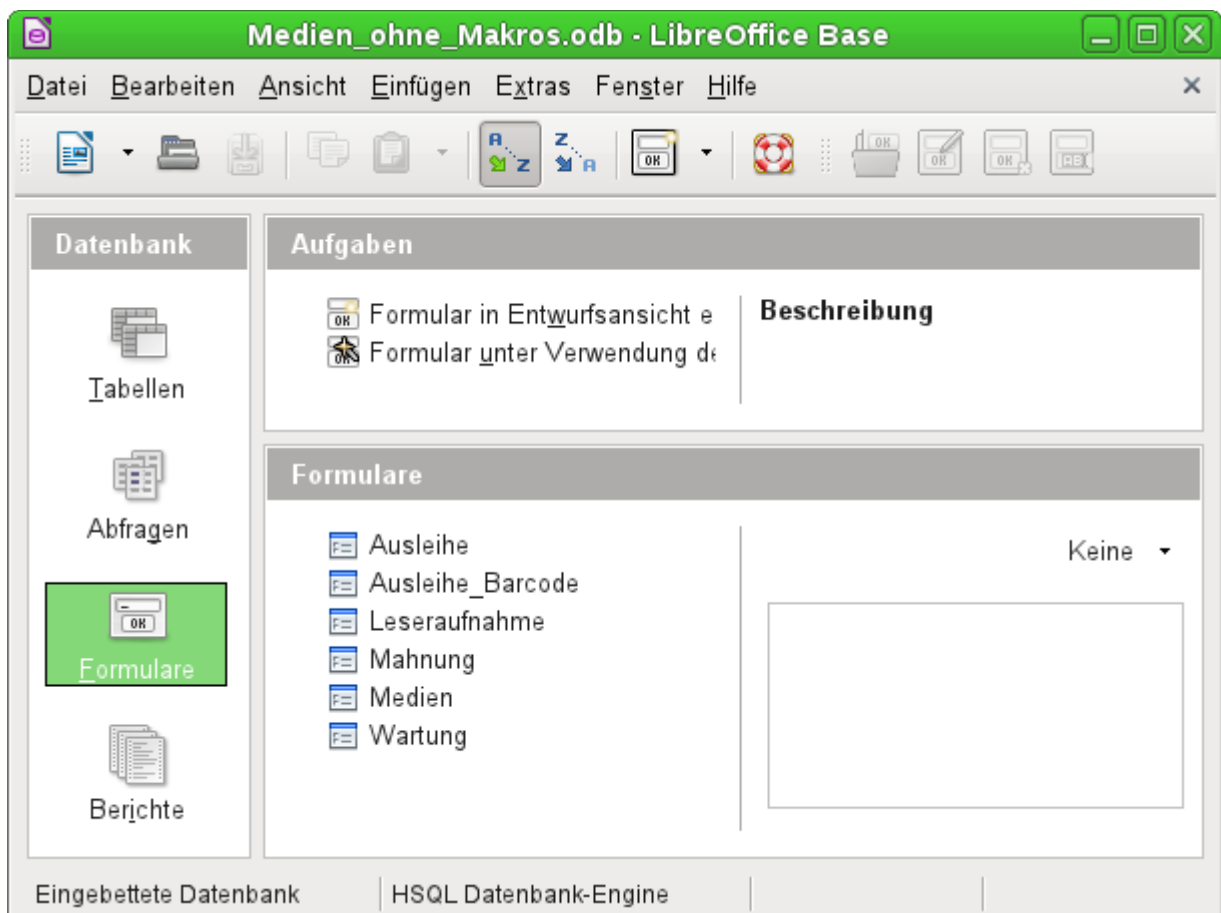 Medien_ohne_Makros.odb - LibreOffice Base
Datei Bearbeiten Ansicht Einfügen Extras Fenster Hilfe
Datenbank
Tabellen
Abfragen
Formulare
Berichte
Aufgaben
Formular in Entwurfsansicht e
Formular unter Verwendung de
Beschreibung
Formulare
Ausleihe
Ausleihe_Barcode
Leseraufnahme
Mahnung
Medien
Wartung
Keine
Eingebettete Datenbank
HSQL Datenbank-Engine